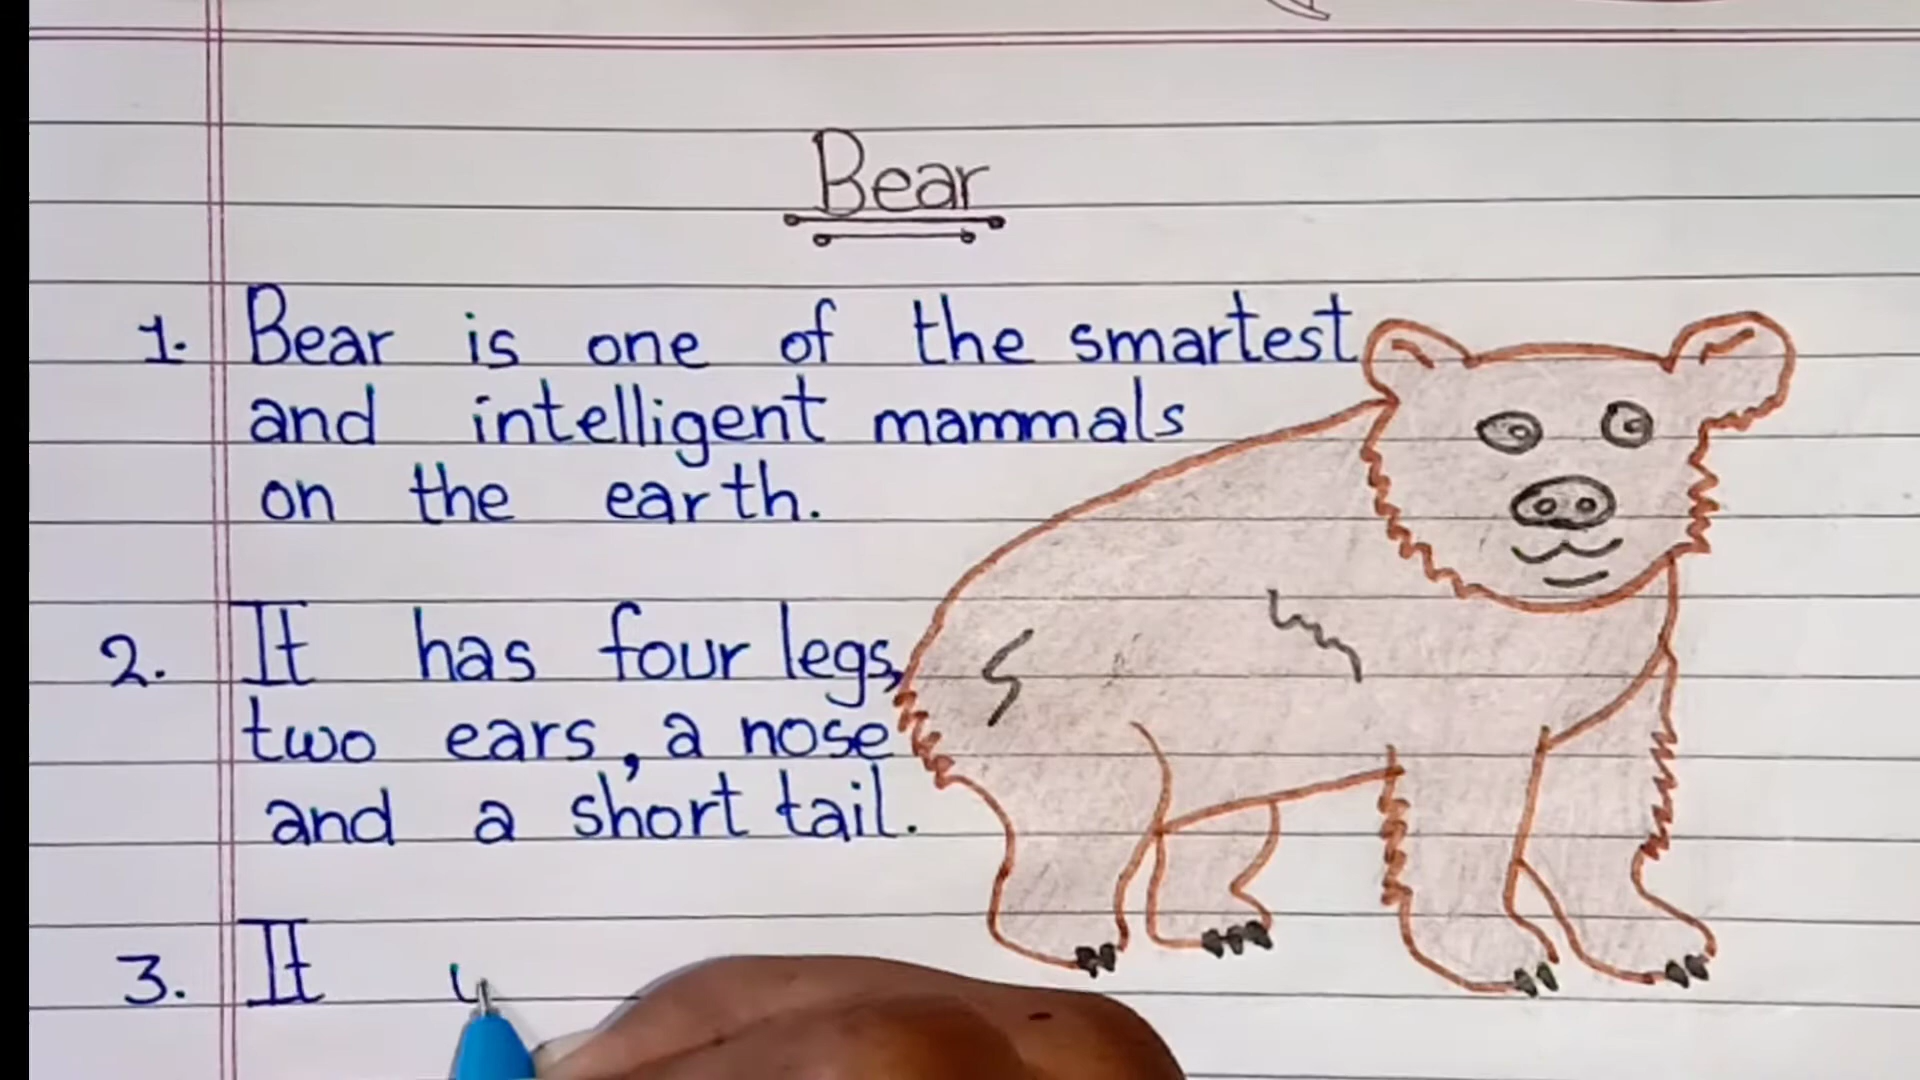 Bear
1. Bear is one of the smartest
and intelligent mammals
on the earth.
2. It has four legs,
two ears, a nose
and a short tail.
3. It